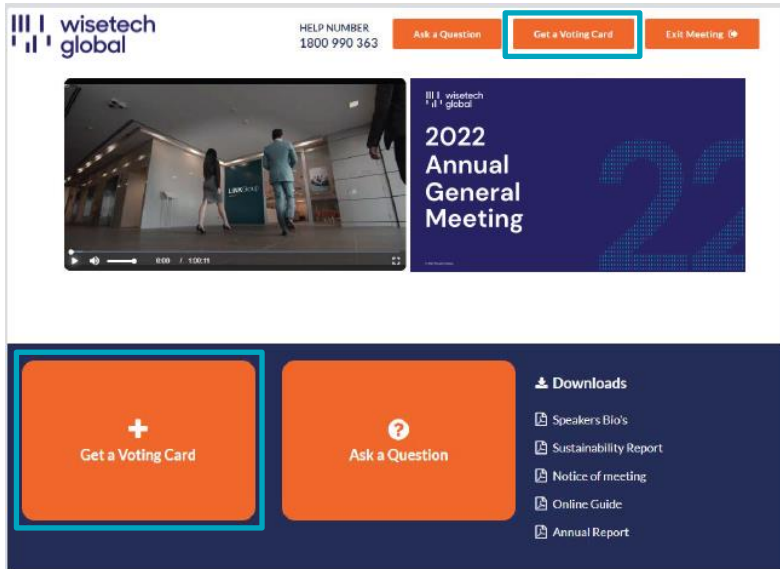 wisetech
global
HELP NUMBER
1800 990 363
Ask a Question
Get a Voting Card
Exit Meeting
LINKGroup
0:00 / 1:00:11
wisetech
global
2022
Annual
General
Meeting
22
Get a Voting Card
Ask a Question
Downloads
Speakers Bio's
Sustainability Report
Notice of meeting
Online Guide
Annual Report